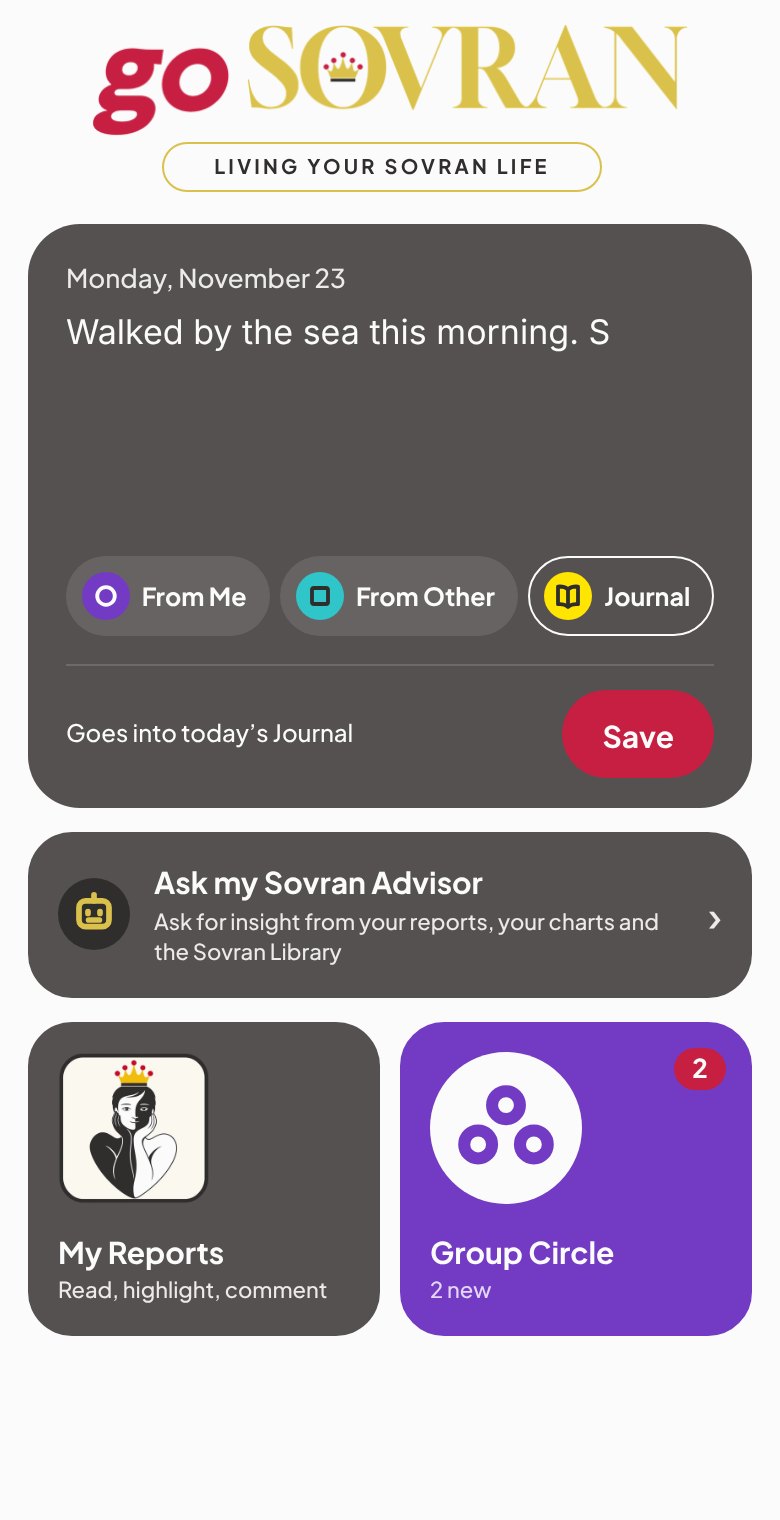 go SOVRAN
LIVING YOUR SOVRAN LIFE
Monday, November 23
Walked by the sea this morning. S
From Me
From Other
Journal
Goes into today’s Journal
Save
Ask my Sovran Advisor
Ask for insight from your reports, your charts and
the Sovran Library
2
My Reports
Read, highlight, comment
Group Circle
2 new